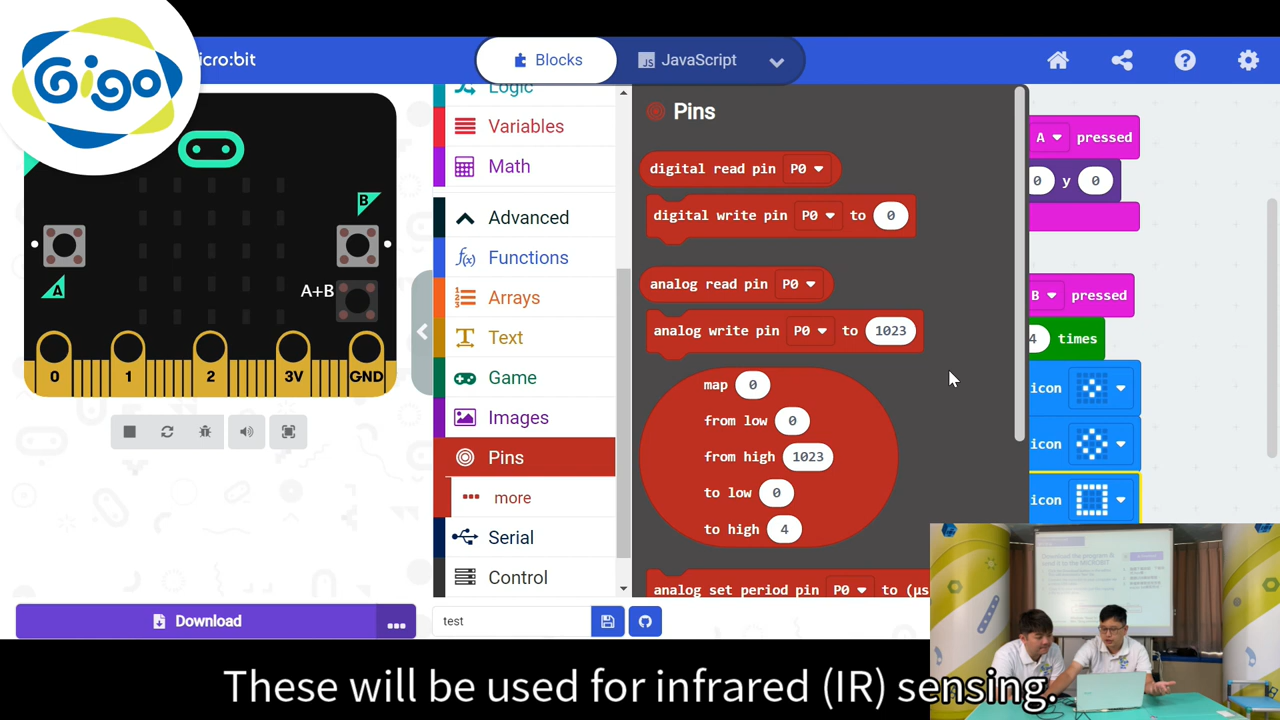 Gigo
icro:bit
Blocks
JS JavaScript
Logic
Variables
Math
Advanced
Functions
Arrays
Text
Game
Images
Pins
more
Serial
Control
Pins
digital read pin P0
digital write pin P0 to 0
analog read pin P0
analog write pin P0 to 1023
map 0
from low 0
from high 1023
to low 0
to high 4
analog set period pin P0 to (µs
A pressed
0 y 0
B pressed
4 times
icon
icon
icon
B
A
A+B
0 1 2 3V GND
Download
test
Download the program &
These will be used for infrared (IR) sensing.